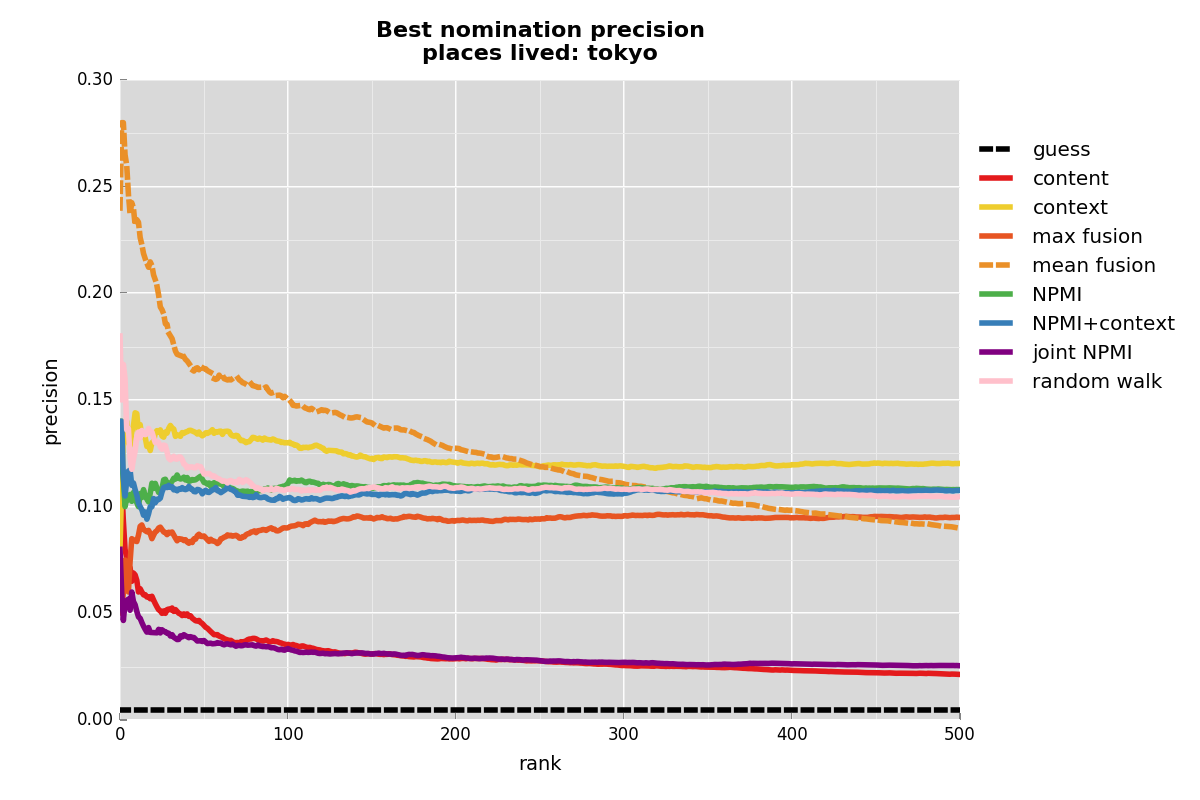 Best nomination precision
places lived: tokyo
0.30
0.25
0.20
0.15
0.10
0.05
0.00
precision
0 100 200 300 400 500
rank
guess
content
context
max fusion
mean fusion
NPMI
NPMI+context
joint NPMI
random walk